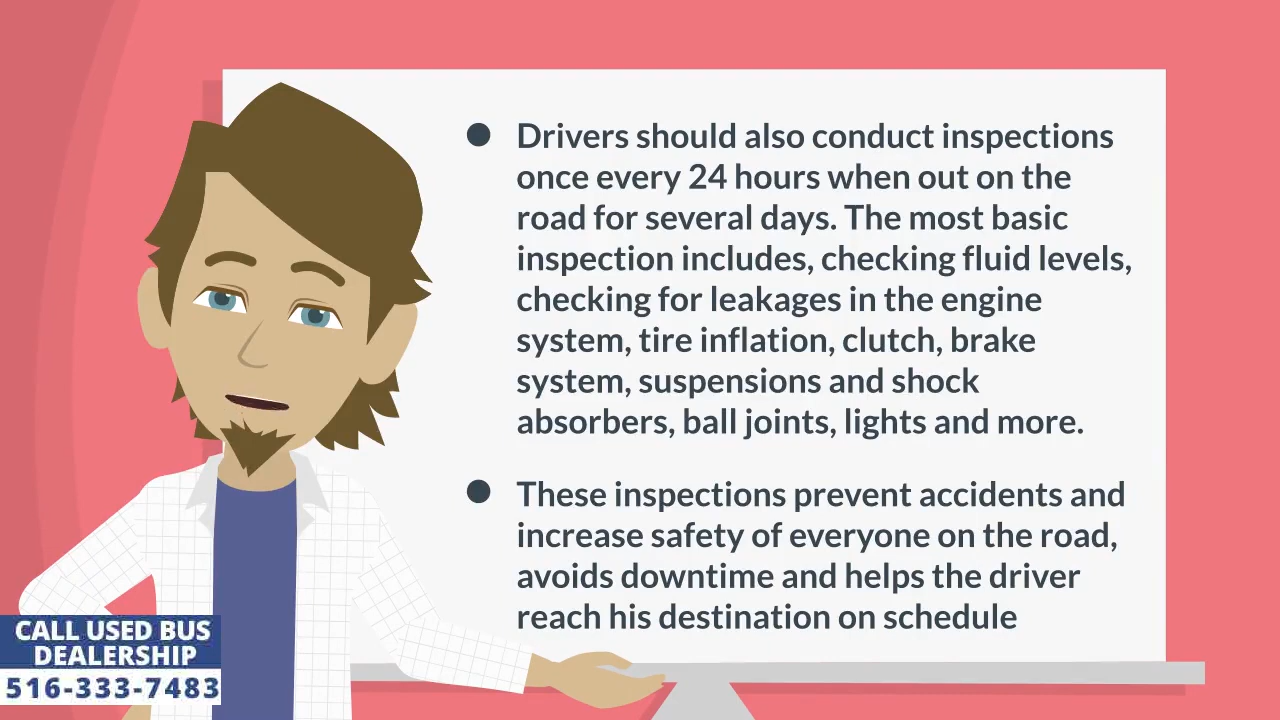 Drivers should also conduct inspections
once every 24 hours when out on the
road for several days. The most basic
inspection includes, checking fluid levels,
checking for leakages in the engine
system, tire inflation, clutch, brake
system, suspensions and shock
absorbers, ball joints, lights and more.
These inspections prevent accidents and
increase safety of everyone on the road,
avoids downtime and helps the driver
reach his destination on schedule
CALL USED BUS
DEALERSHIP
516-333-7483